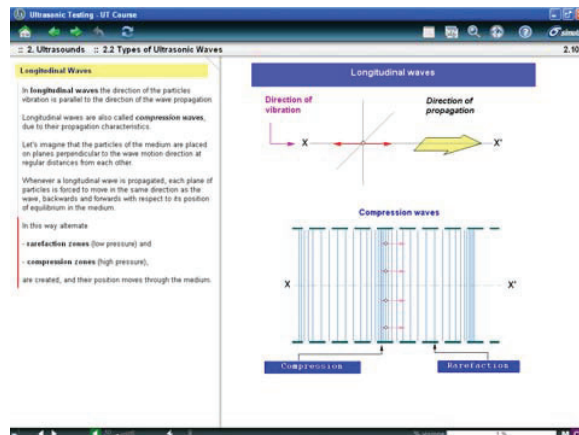 Ultrasonic Testing - UT Course
:: 2. Ultrasounds :: 2.2 Types of Ultrasonic Waves
2.10
Longitudinal Waves
In longitudinal waves the direction of the particles
vibration is parallel to the direction of the wave propagation
Longitudinal waves are also called compression waves,
due to their propagation characteristics.
Let's imagine that the particles of the medium are placed
on planes perpendicular to the wave motion direction at
regular distances from each other.
Whenever a longitudinal wave is propagated, each plane of
particles is forced to move in the same direction as the
wave, backwards and forwards with respect to its position
of equilibrium in the medium.
In this way alternate
- rarefaction zones (low pressure) and
- compression zones (high pressure),
are created, and their position moves through the medium.
Longitudinal waves
Direction of
vibration
Direction of
propagation
X
X'
Compression waves
X
X'
Compression
Rarefaction